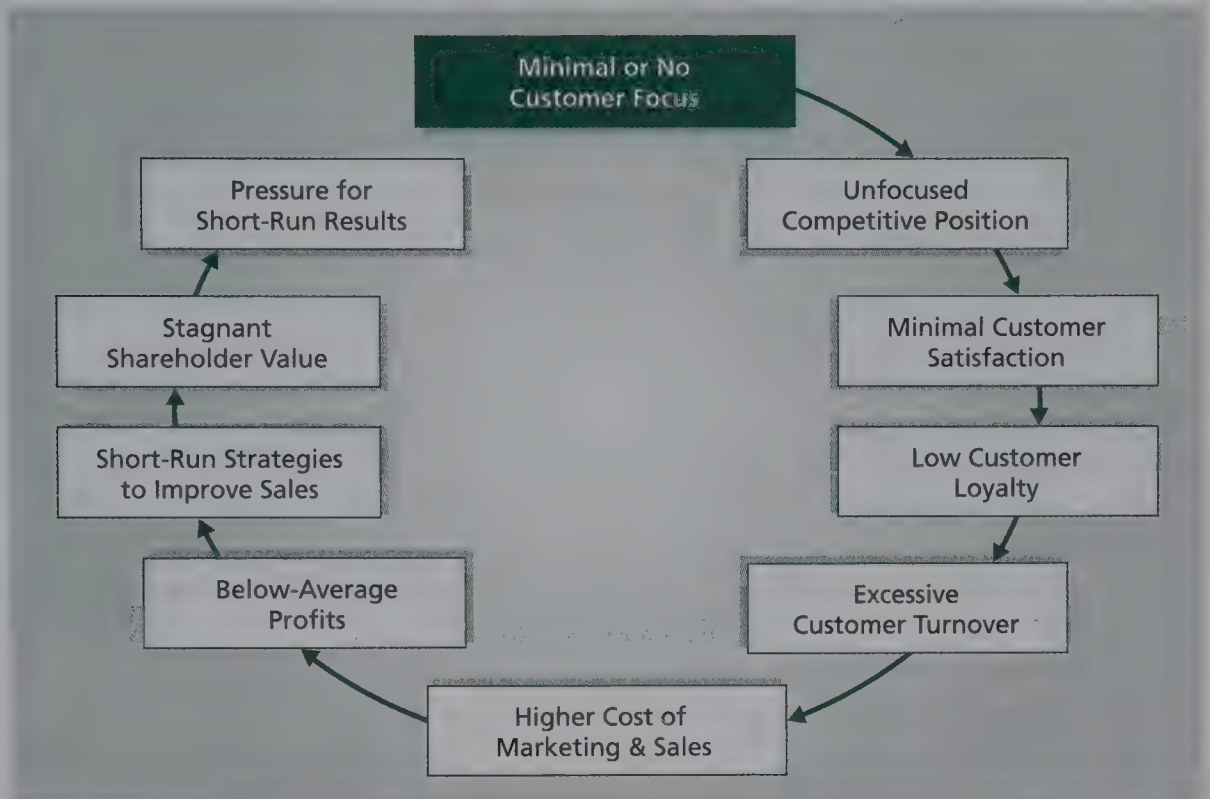 Minimal or No
Customer Focus
Unfocused
Competitive Position
Minimal Customer
Satisfaction
Low Customer
Loyalty
Excessive
Customer Turnover
Higher Cost of
Marketing & Sales
Below-Average
Profits
Short-Run Strategies
to Improve Sales
Stagnant
Shareholder Value
Pressure for
Short-Run Results